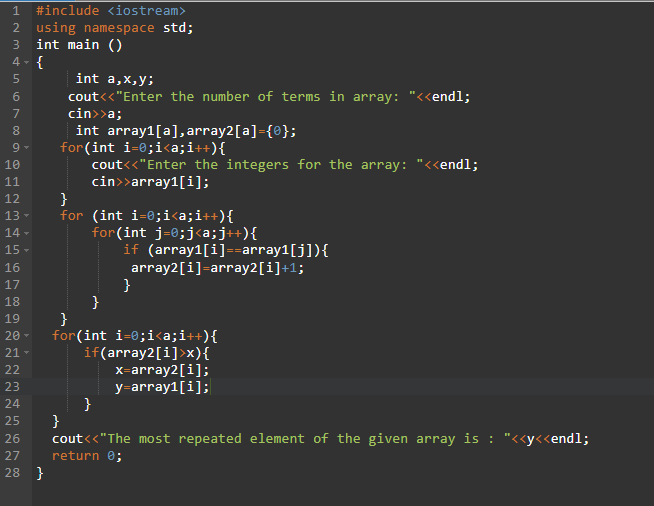 1 #include <iostream>
2 using namespace std;
3 int main ()
4 {
5 int a,x,y;
6 cout<<"Enter the number of terms in array: "<<endl;
7 cin>>a;
8 int array1[a],array2[a]={0};
9 for(int i=0;i<a;i++){
10 cout<<"Enter the integers for the array: "<<endl;
11 cin>>array1[i];
12 }
13 for (int i=0;i<a;i++){
14 for(int j=0;j<a;j++){
15 if (array1[i]==array1[j]){
16 array2[i]=array2[i]+1;
17 }
18 }
19 }
20 for(int i=0;i<a;i++){
21 if(array2[i]>x){
22 x=array2[i];
23 y=array1[i];
24 }
25 }
26 cout<<"The most repeated element of the given array is : "<<y<<endl;
27 return 0;
28 }